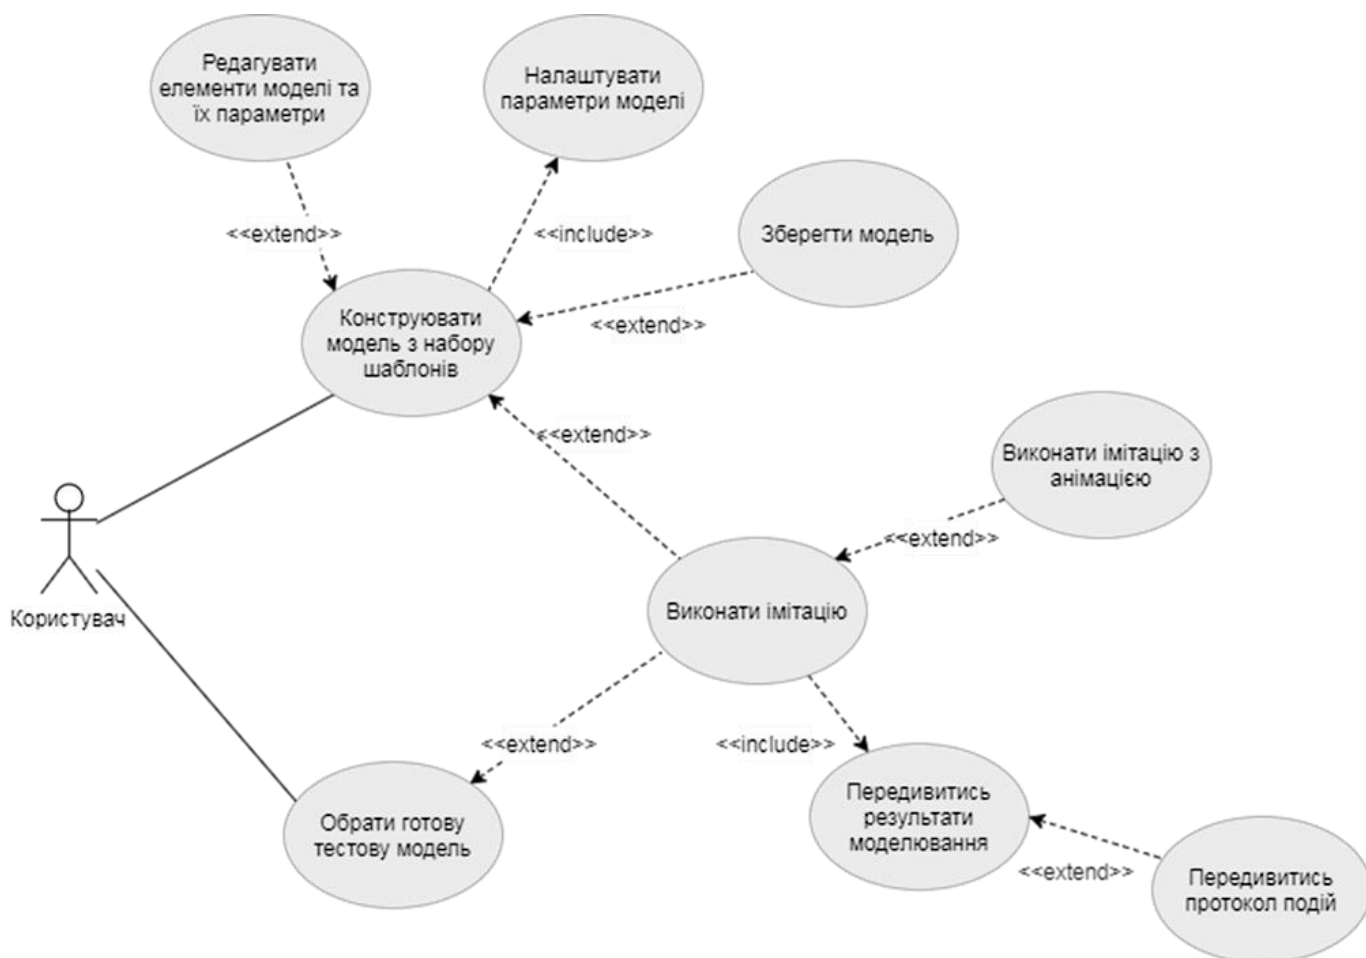 Редагувати
елементи моделі та
їх параметри
Налаштувати
параметри моделі
<<extend>>
<<include>>
Зберегти модель
Конструювати
модель з набору
шаблонів
<<extend>>
<<extend>>
Виконати імітацію з
анімацією
<<extend>>
Користувач
Виконати імітацію
<<extend>>
<<include>>
Обрати готову
тестову модель
Передивитись
результати
моделювання
<<extend>>
Передивитись
протокол подій